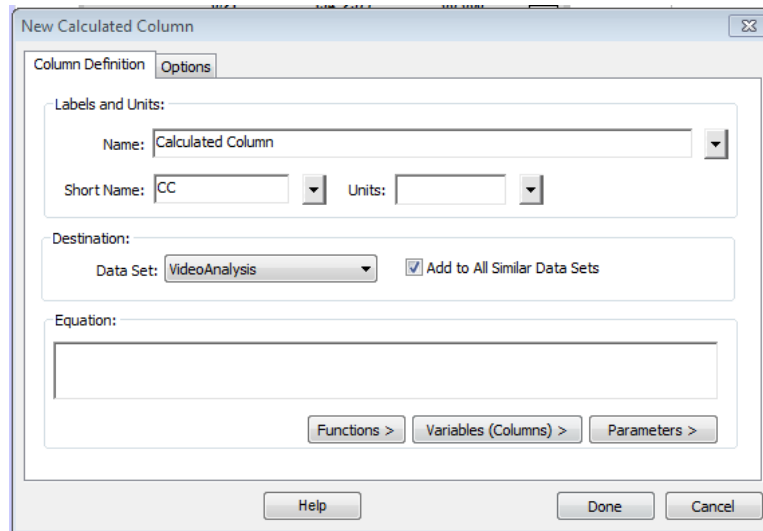 New Calculated Column
Column Definition Options
Labels and Units:
Name: Calculated Column
Short Name: CC Units:
Destination:
Data Set: VideoAnalysis Add to All Similar Data Sets
Equation:
Functions > Variables (Columns) > Parameters >
Help Done Cancel